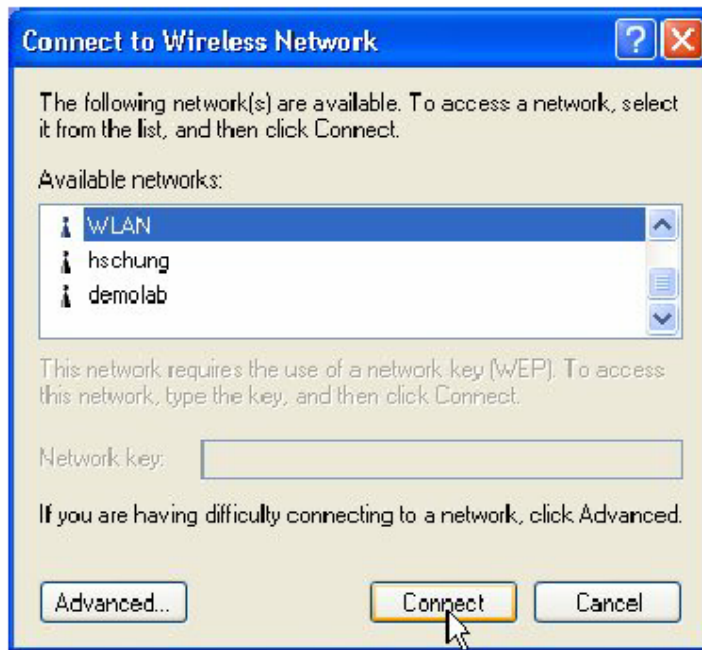 Connect to Wireless Network
?
The following network(s) are available. To access a network, select
it from the list, and then click Connect.
Available networks:
WLAN
hschung
demolab
This network requires the use of a network key (WEP). To access
this network, type the key, and then click Connect.
Network key:
If you are having difficulty connecting to a network, click Advanced.
Advanced... Connect Cancel